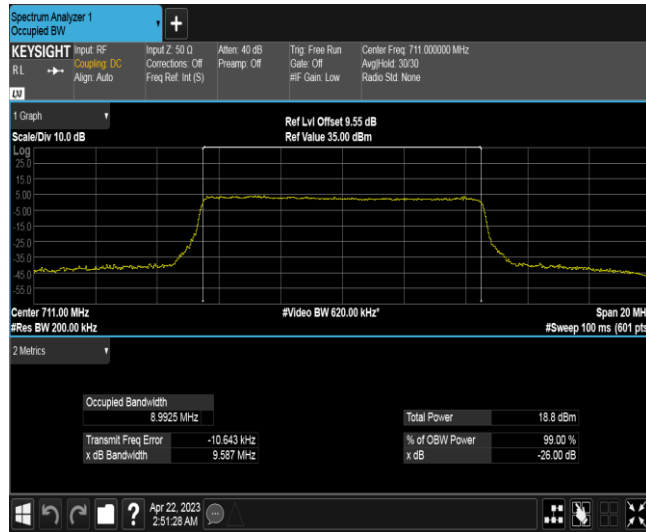 Spectrum Analyzer 1
Occupied BW
+
KEYSIGHT
RL
LXI
Input: RF
Coupling: DC
Align: Auto
Input Z: 50 Ω
Corrections: Off
Freq Ref: Int (S)
Atten: 40 dB
Preamp: Off
Trig: Free Run
Gate: Off
#IF Gain: Low
Center Freq: 711.000000 MHz
Avg|Hold: 30/30
Radio Std: None
1 Graph
Scale/Div 10.0 dB
Ref Lvl Offset 9.55 dB
Ref Value 35.00 dBm
Log
25.0
15.0
5.00
-5.00
-15.0
-25.0
-35.0
-45.0
-55.0
Center 711.00 MHz
#Video BW 620.00 kHz*
Span 20 MH
#Res BW 200.00 kHz
#Sweep 100 ms (601 pts
2 Metrics
Occupied Bandwidth
8.9925 MHz
Total Power 18.8 dBm
Transmit Freq Error -10.643 kHz
% of OBW Power 99.00 %
x dB Bandwidth 9.587 MHz
x dB -26.00 dB
?
Apr 22, 2023
2:51:28 AM